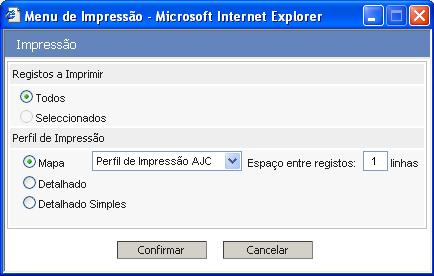 Menu de Impressão - Microsoft Internet Explorer
Impressão
Registos a Imprimir
Todos
Seleccionados
Perfil de Impressão
Mapa Perfil de Impressão AJC Espaço entre registos: 1 linhas
Detalhado
Detalhado Simples
Confirmar Cancelar